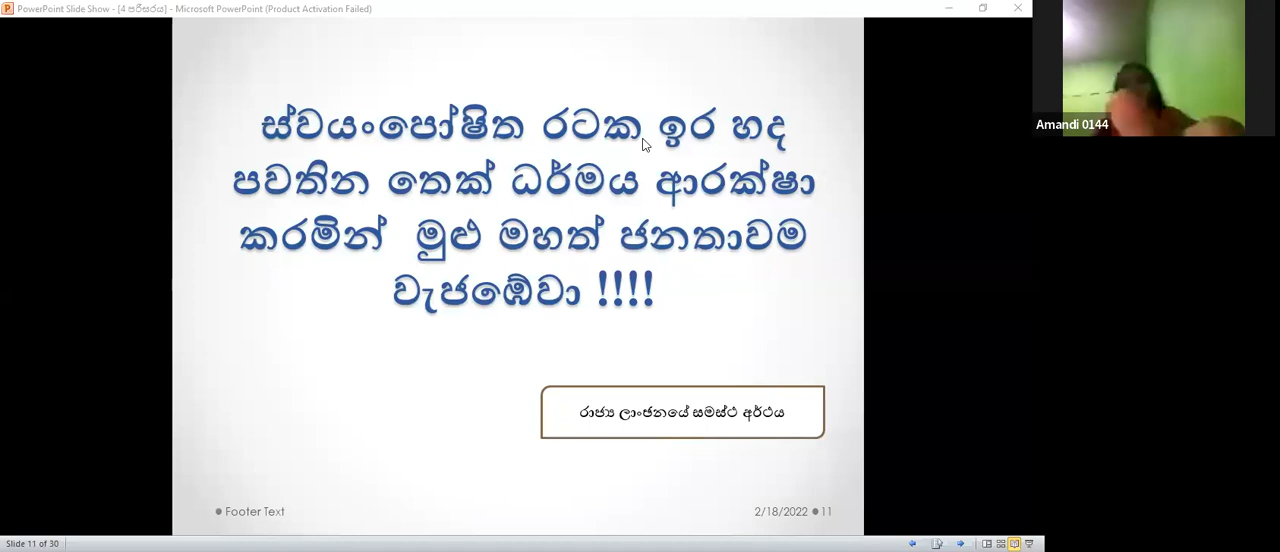 PowerPoint Slide Show - [4 පරිසරය] - Microsoft PowerPoint (Product Activation Failed)
Amandi 0144
ස්වයංපෝෂිත රටක ඉර හඳ
පවතින තෙක් ධර්මය ආරක්ෂා
කරමින් මුළු මහත් ජනතාවම
වැජඹේවා !!!!
රාජ්‍ය ලාංඡනයේ සමස්ථ අර්ථය
Footer Text
2/18/2022 11
Slide 11 of 30